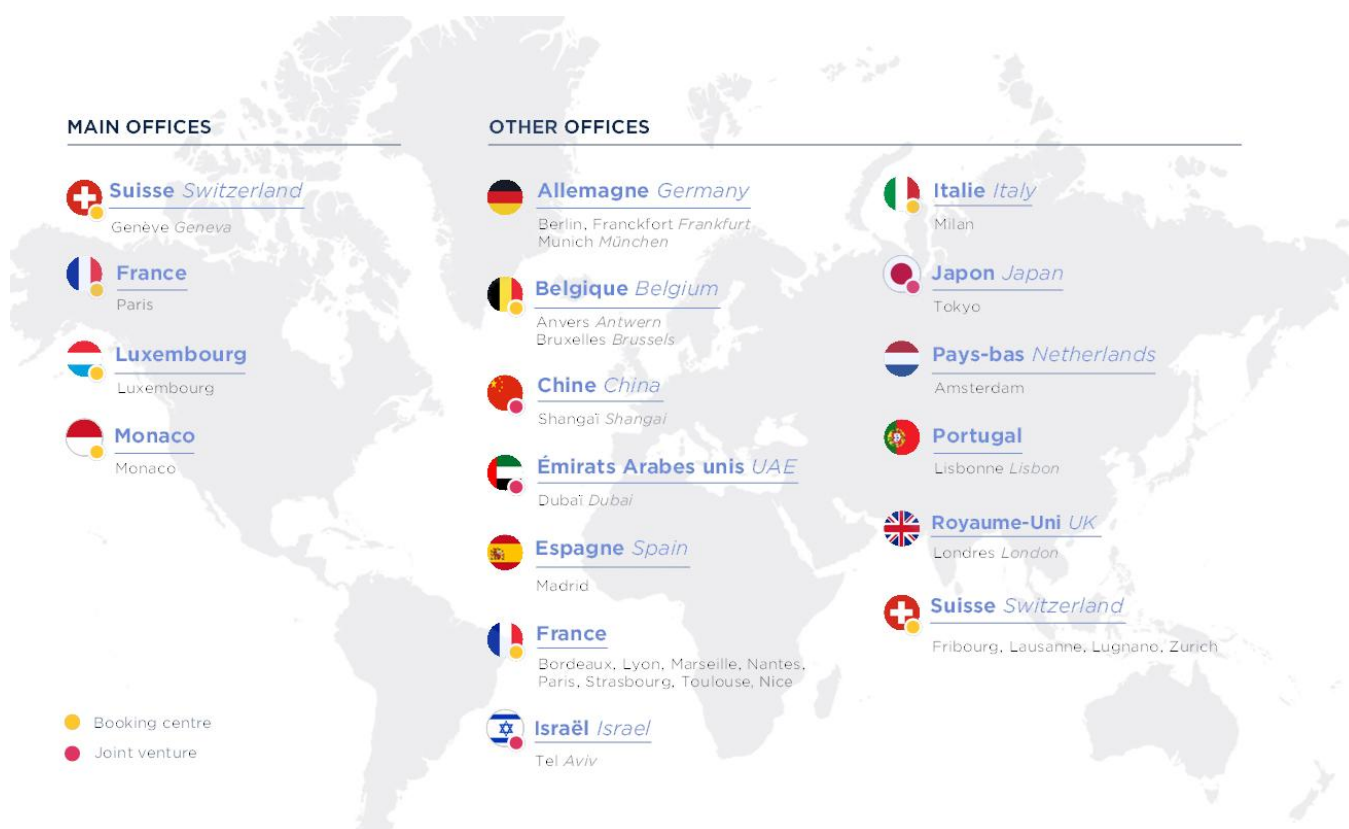 MAIN OFFICES
Suisse Switzerland
Genève Geneva
France
Paris
Luxembourg
Luxembourg
Monaco
Monaco
Booking centre
Joint venture
OTHER OFFICES
Allemagne Germany
Berlin, Franckfort Frankfurt
Munich München
Belgique Belgium
Anvers Antwern
Bruxelles Brussels
Chine China
Shangaï Shangai
Émirats Arabes unis UAE
Dubaï Dubai
Espagne Spain
Madrid
France
Bordeaux, Lyon, Marseille, Nantes,
Paris, Strasbourg, Toulouse, Nice
Israël Israel
Tel Aviv
Italie Italy
Milan
Japon Japan
Tokyo
Pays-bas Netherlands
Amsterdam
Portugal
Lisbonne Lisbon
Royaume-Uni UK
Londres London
Suisse Switzerland
Fribourg, Lausanne, Lugnano, Zurich